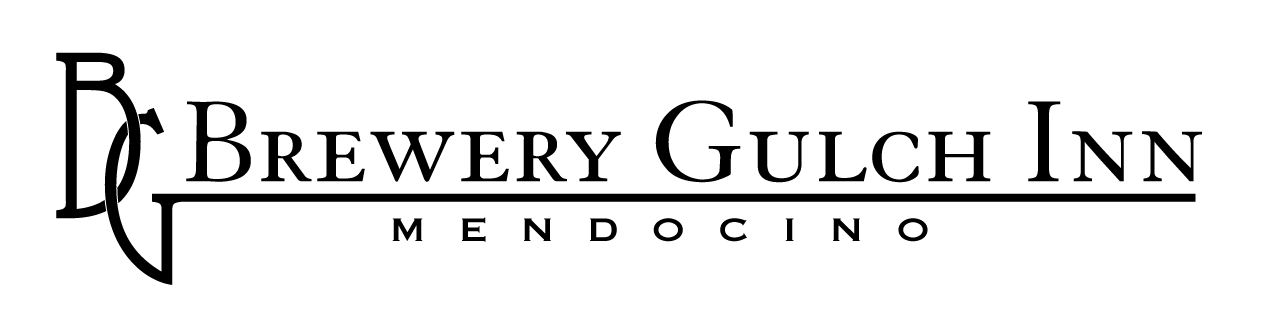 BG BREWERY GULCH INN
MENDOCINO